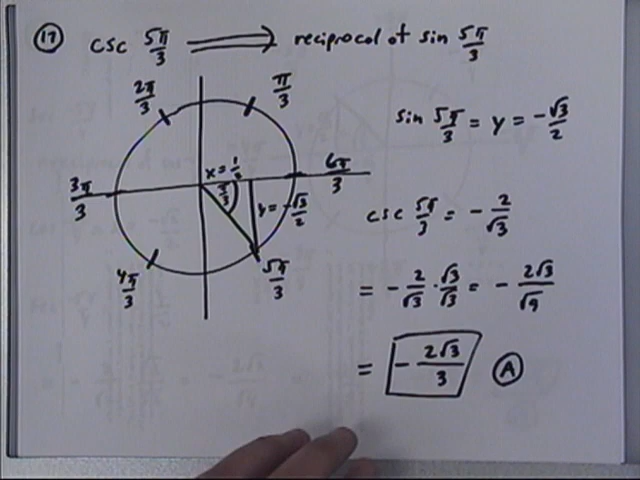 17 csc 5π/3 ⟹ reciprocal of sin 5π/3
2π/3
π/3
sin 5π/3 = y = -√3/2
x = 1/2
6π/3
3π/3
π/3
y = -√3/2
csc 5π/3 = - 2/√3
4π/3
5π/3
= - 2/√3 · √3/√3 = - 2√3/√9
= - 2√3/3 A